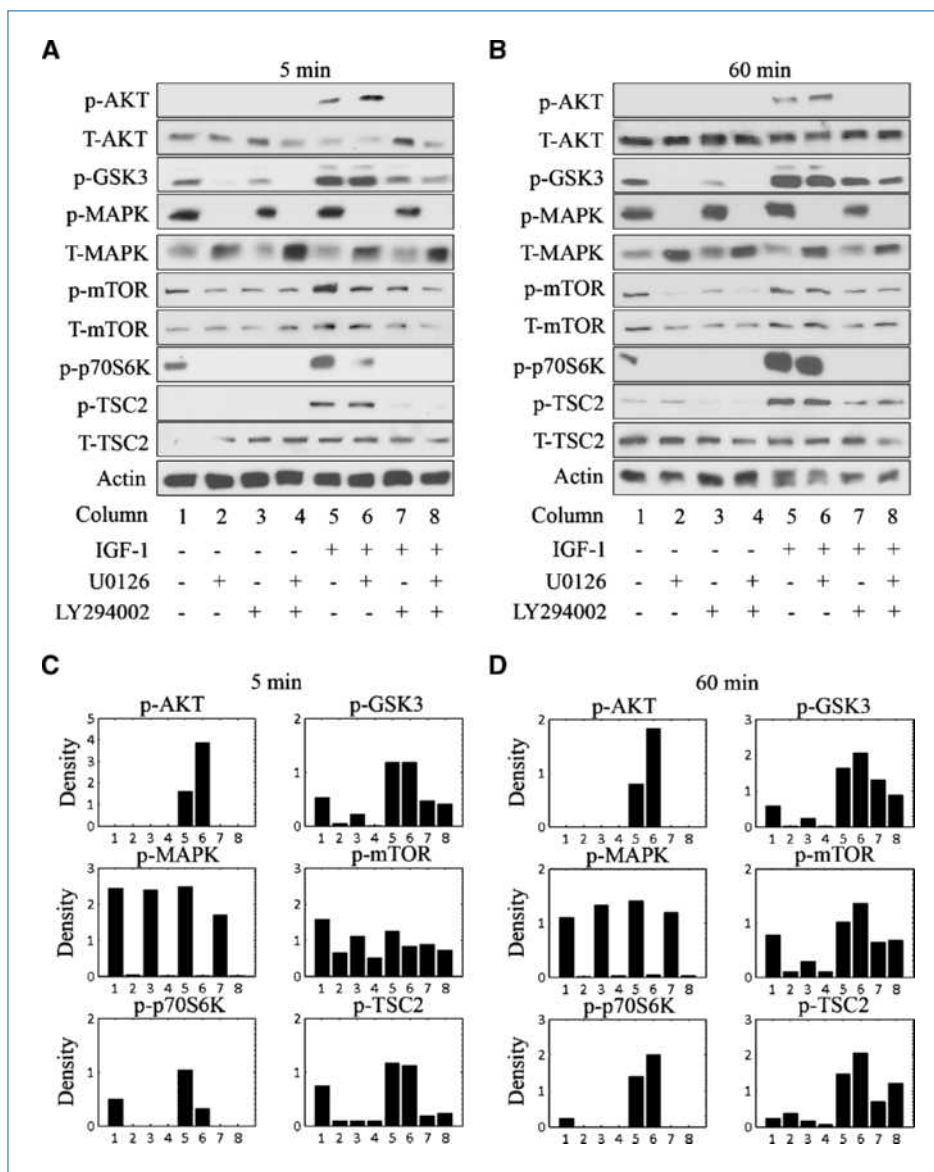 A
5 min
p-AKT
T-AKT
p-GSK3
p-MAPK
T-MAPK
p-mTOR
T-mTOR
p-p70S6K
p-TSC2
T-TSC2
Actin
Column 1 2 3 4 5 6 7 8
IGF-1 - - - - + + + +
U0126 - + - + - + - +
LY294002 - - + + - - + +
B
60 min
p-AKT
T-AKT
p-GSK3
p-MAPK
T-MAPK
p-mTOR
T-mTOR
p-p70S6K
p-TSC2
T-TSC2
Actin
Column 1 2 3 4 5 6 7 8
IGF-1 - - - - + + + +
U0126 - + - + - + - +
LY294002 - - + + - - + +
C
5 min
p-AKT
Density
5
4
3
2
1
0
1 2 3 4 5 6 7 8
p-GSK3
2
1
0
1 2 3 4 5 6 7 8
p-MAPK
Density
3
2
1
0
1 2 3 4 5 6 7 8
p-mTOR
2
1
0
1 2 3 4 5 6 7 8
p-p70S6K
Density
2
1
0
1 2 3 4 5 6 7 8
p-TSC2
2
1
0
1 2 3 4 5 6 7 8
D
60 min
p-AKT
Density
2
1
0
1 2 3 4 5 6 7 8
p-GSK3
3
2
1
0
1 2 3 4 5 6 7 8
p-MAPK
Density
2
1
0
1 2 3 4 5 6 7 8
p-mTOR
2
1
0
1 2 3 4 5 6 7 8
p-p70S6K
Density
3
2
1
0
1 2 3 4 5 6 7 8
p-TSC2
3
2
1
0
1 2 3 4 5 6 7 8